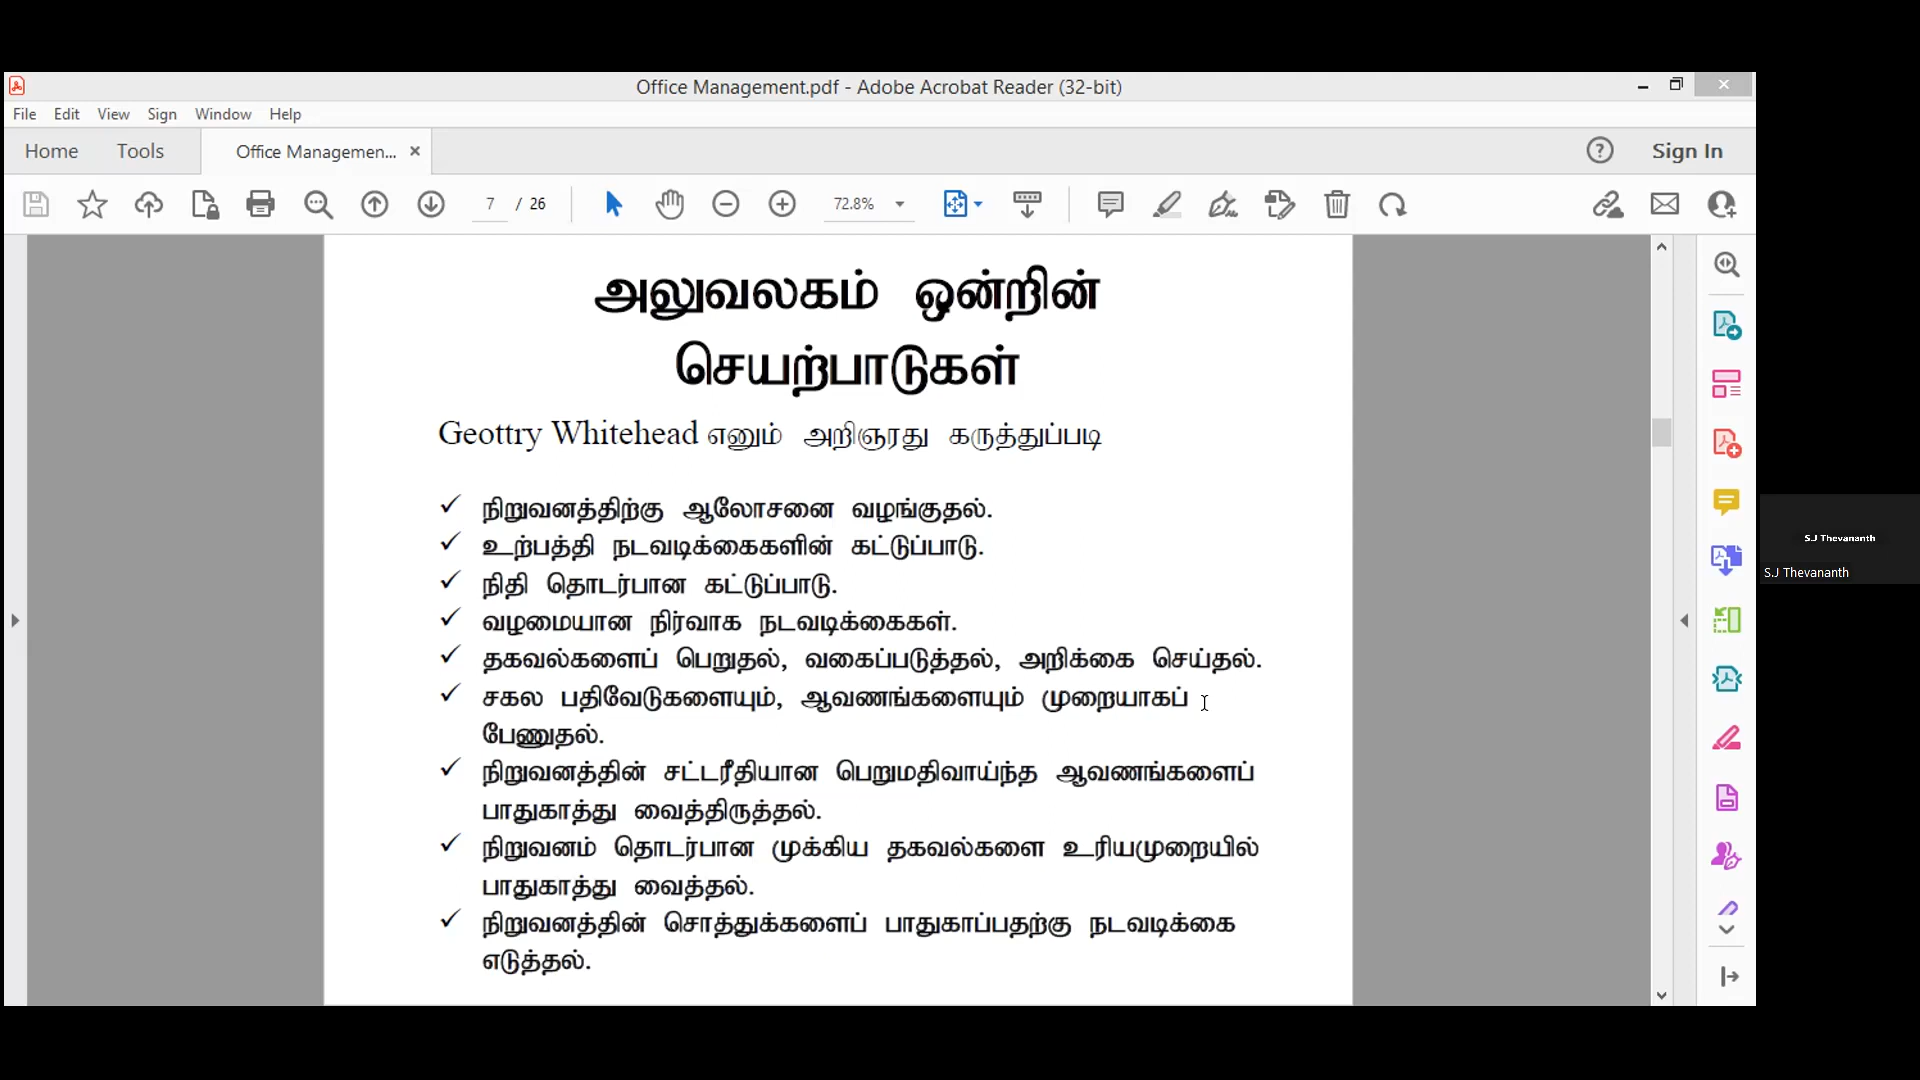 Office Management.pdf - Adobe Acrobat Reader (32-bit)
File Edit View Sign Window Help
Home Tools Office Managemen... × Sign In
7 / 26 72.8%
அலுவலகம் ஒன்றின்
செயற்பாடுகள்
Geottry Whitehead எனும் அறிஞரது கருத்துப்படி
✓ நிறுவனத்திற்கு ஆலோசனை வழங்குதல்.
✓ உற்பத்தி நடவடிக்கைகளின் கட்டுப்பாடு.
✓ நிதி தொடர்பான கட்டுப்பாடு.
✓ வழமையான நிர்வாக நடவடிக்கைகள்.
✓ தகவல்களைப் பெறுதல், வகைப்படுத்தல், அறிக்கை செய்தல்.
✓ சகல பதிவேடுகளையும், ஆவணங்களையும் முறையாகப்
பேணுதல்.
✓ நிறுவனத்தின் சட்டரீதியான பெறுமதிவாய்ந்த ஆவணங்களைப்
பாதுகாத்து வைத்திருத்தல்.
✓ நிறுவனம் தொடர்பான முக்கிய தகவல்களை உரியமுறையில்
பாதுகாத்து வைத்தல்.
✓ நிறுவனத்தின் சொத்துக்களைப் பாதுகாப்பதற்கு நடவடிக்கை
எடுத்தல்.
S.J Thevananth
S.J Thevananth